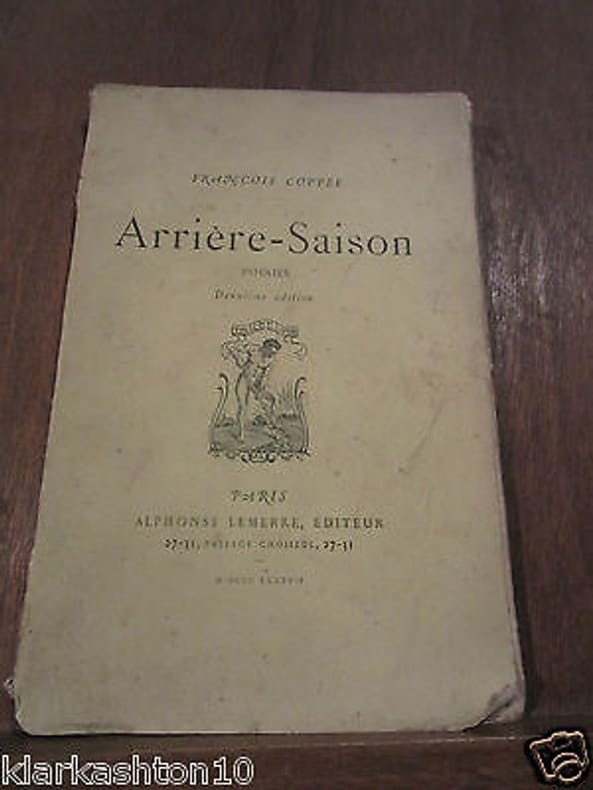 FRANÇOIS COPPÉE
Arrière-Saison
POÉSIES
Deuxième édition
PARIS
ALPHONSE LEMERRE, ÉDITEUR
27-31, PASSAGE CHOISEUL, 27-31
klarkashton10